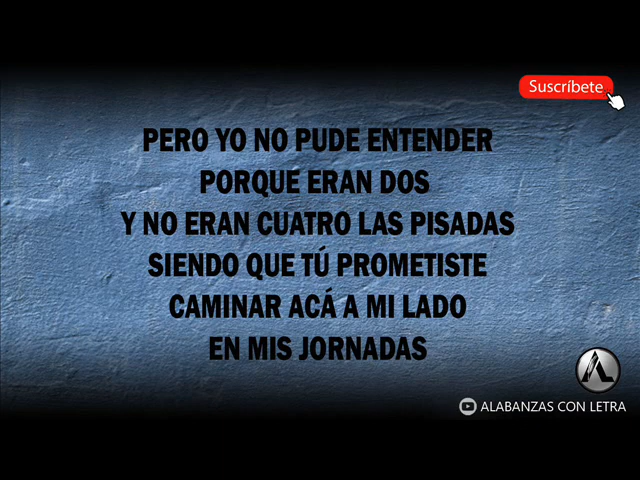 Suscríbete
PERO YO NO PUDE ENTENDER
PORQUE ERAN DOS
Y NO ERAN CUATRO LAS PISADAS
SIENDO QUE TÚ PROMETISTE
CAMINAR ACÁ A MI LADO
EN MIS JORNADAS
ALABANZAS CON LETRA